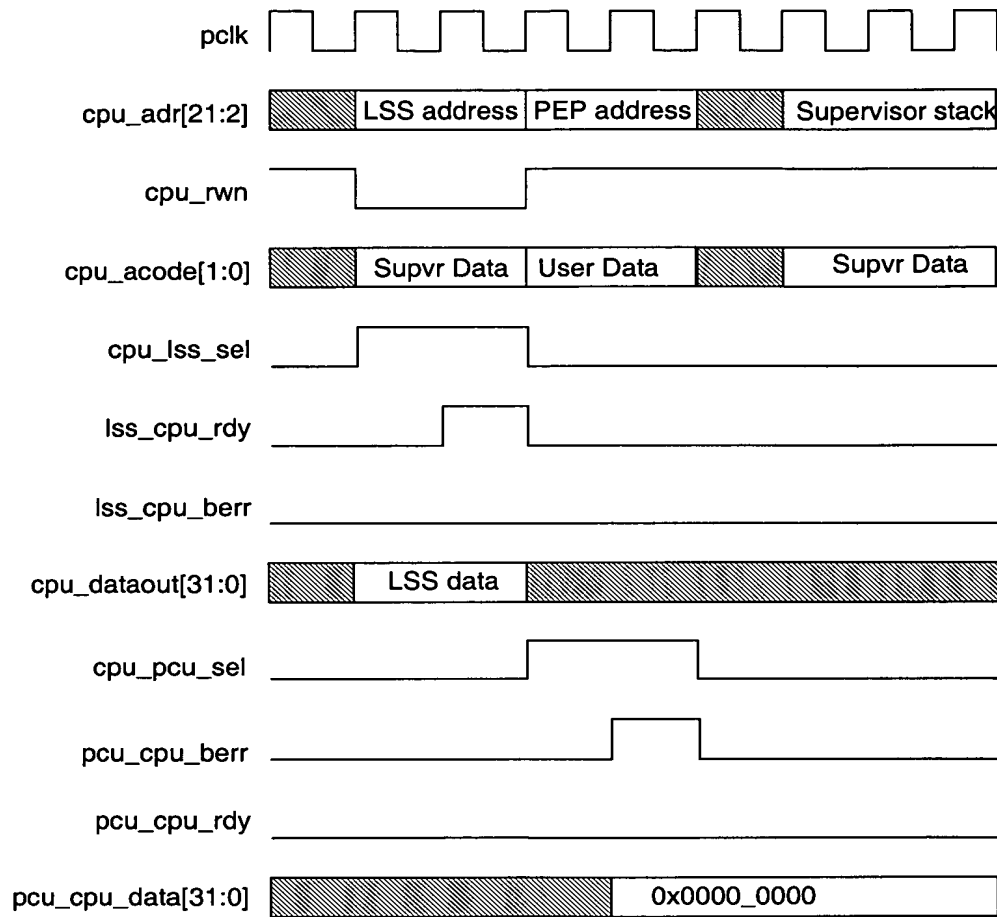 pclk
cpu_adr[21:2] LSS address PEP address Supervisor stack
cpu_rwn
cpu_acode[1:0] Supvr Data User Data Supvr Data
cpu_lss_sel
lss_cpu_rdy
lss_cpu_berr
cpu_dataout[31:0] LSS data
cpu_pcu_sel
pcu_cpu_berr
pcu_cpu_rdy
pcu_cpu_data[31:0] 0x0000_0000